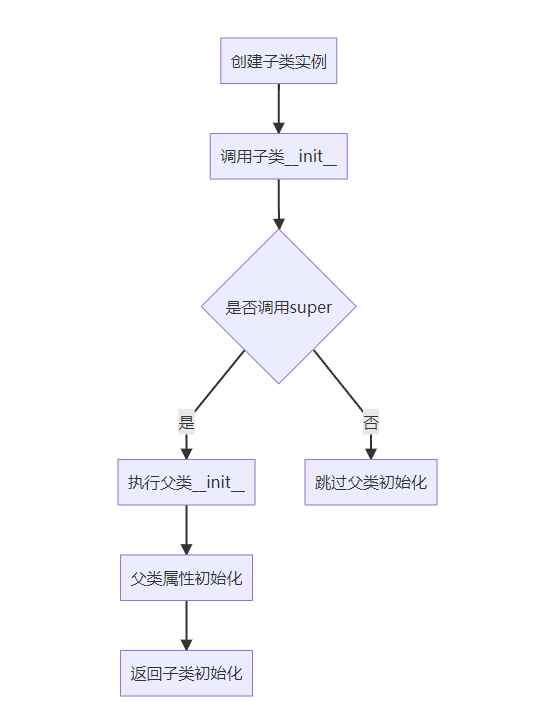 创建子类实例
调用子类__init__
是否调用super
是
否
执行父类__init__
跳过父类初始化
父类属性初始化
返回子类初始化